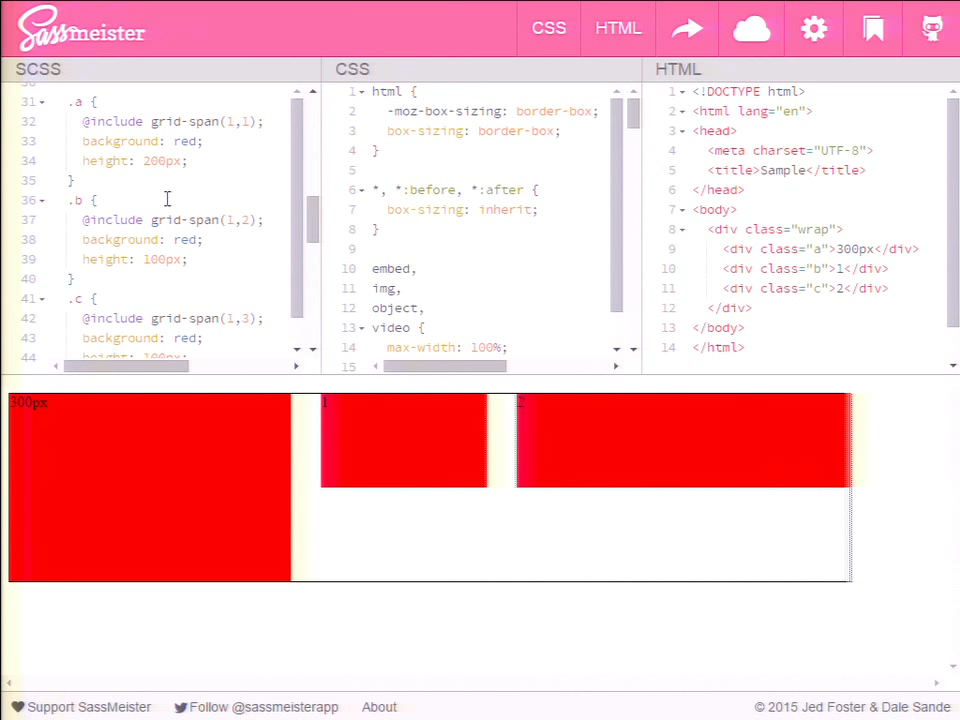 SassMeister
CSS HTML
SCSS
31 .a {
32 @include grid-span(1,1);
33 background: red;
34 height: 200px;
35 }
36 .b {
37 @include grid-span(1,2);
38 background: red;
39 height: 100px;
40 }
41 .c {
42 @include grid-span(1,3);
43 background: red;
44 height: 100px;
CSS
1 html {
2 -moz-box-sizing: border-box;
3 box-sizing: border-box;
4 }
5
6 *, *:before, *:after {
7 box-sizing: inherit;
8 }
9
10 embed,
11 img,
12 object,
13 video {
14 max-width: 100%;
15
HTML
1 <!DOCTYPE html>
2 <html lang="en">
3 <head>
4 <meta charset="UTF-8">
5 <title>Sample</title>
6 </head>
7 <body>
8 <div class="wrap">
9 <div class="a">300px</div>
10 <div class="b">1</div>
11 <div class="c">2</div>
12 </div>
13 </body>
14 </html>
300px 1 2
Support SassMeister Follow @sassmeisterapp About © 2015 Jed Foster & Dale Sande